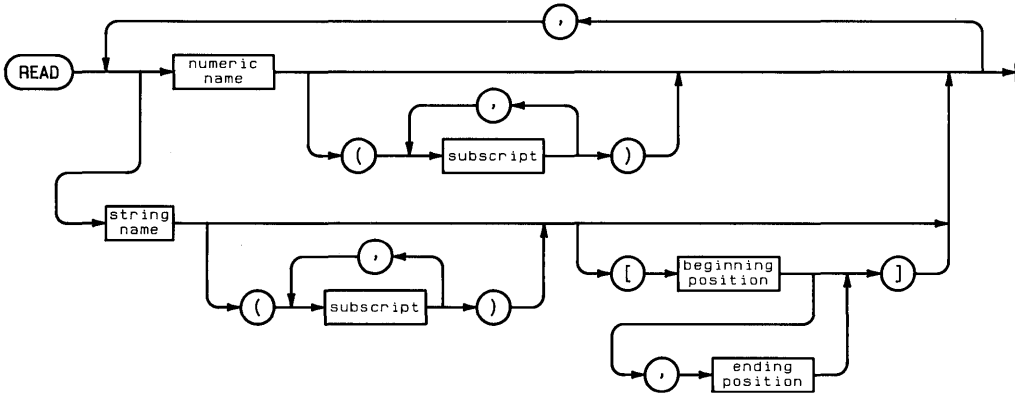 ,
READ
numeric
name
,
(
subscript
)
string
name
,
(
subscript
)
[
beginning
position
]
,
ending
position